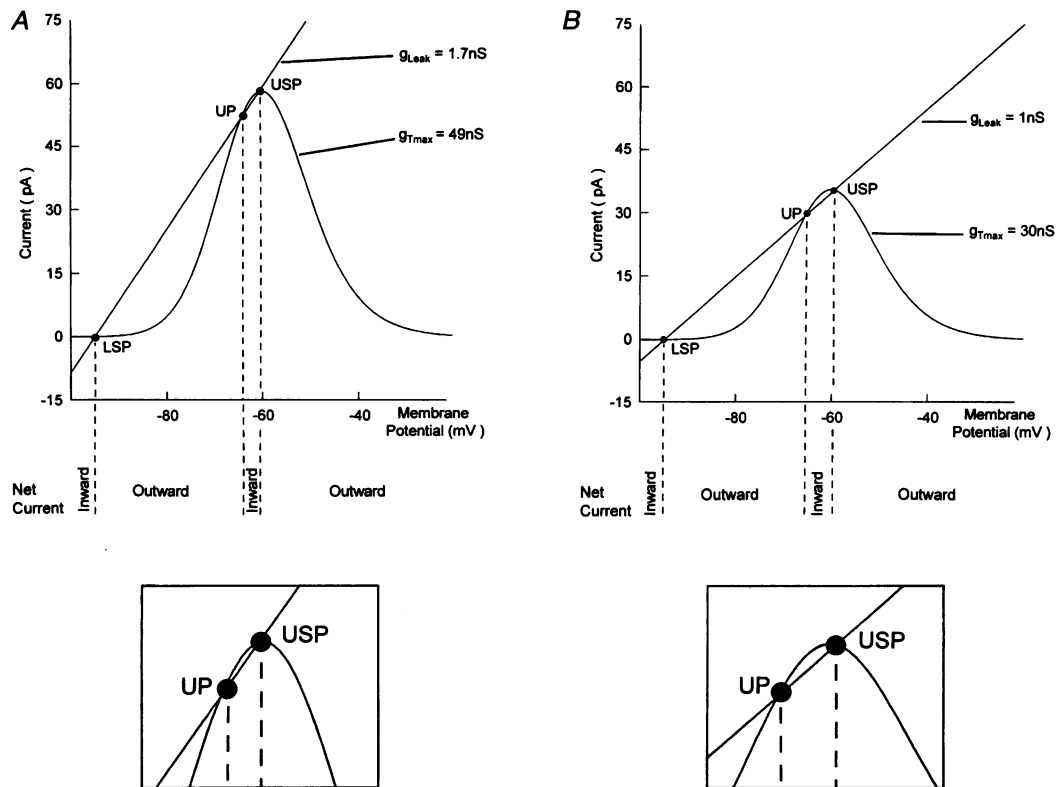 A
75
60
45
30
15
0
-15
Current ( pA )
gLeak = 1.7nS
USP
UP
gTmax = 49nS
LSP
-80
-60
-40
Membrane
Potential (mV )
Net
Current
Inward
Outward
Inward
Outward
UP
USP
B
75
60
45
30
15
0
-15
Current ( pA )
gLeak = 1nS
USP
UP
gTmax = 30nS
LSP
-80
-60
-40
Membrane
Potential (mV )
Net
Current
Inward
Outward
Inward
Outward
UP
USP